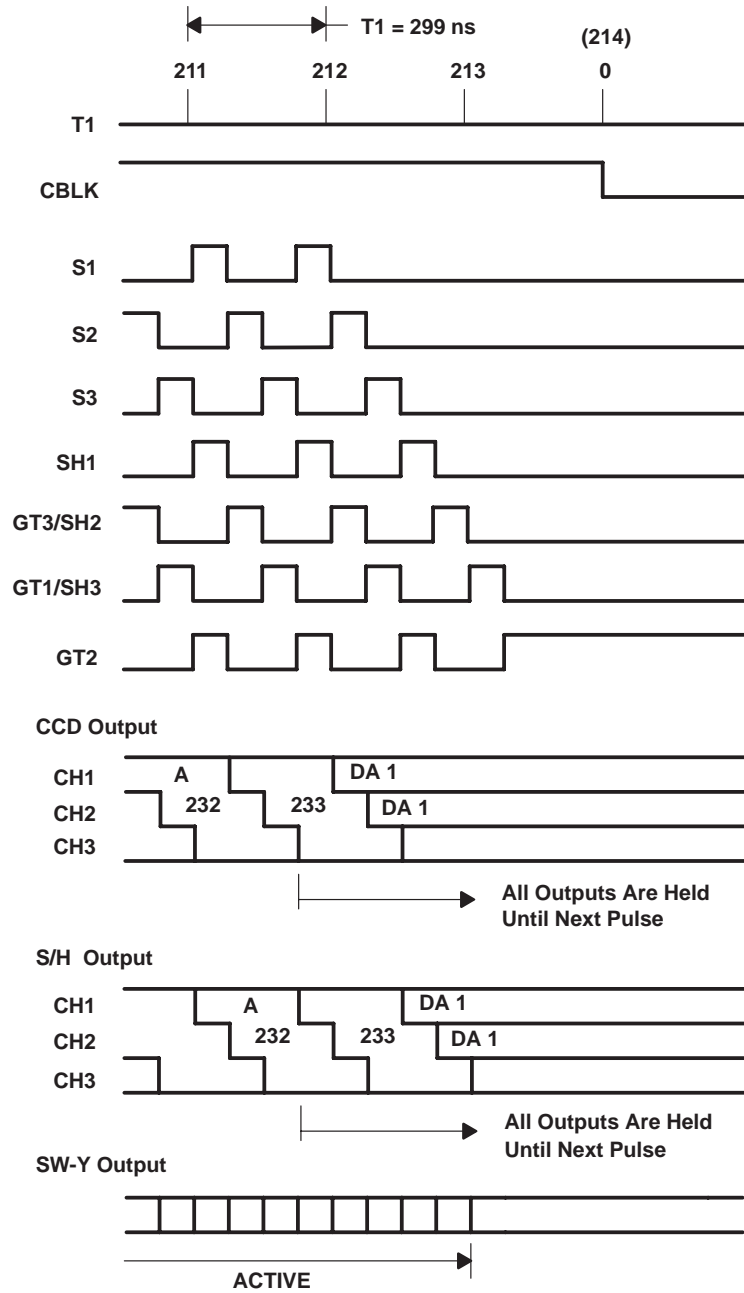 T1 = 299 ns
(214)
211 212 213 0
T1
CBLK
S1
S2
S3
SH1
GT3/SH2
GT1/SH3
GT2
CCD Output
CH1 A DA 1
CH2 232 233 DA 1
CH3
All Outputs Are Held
Until Next Pulse
S/H Output
CH1 A DA 1
CH2 232 233 DA 1
CH3
All Outputs Are Held
Until Next Pulse
SW-Y Output
ACTIVE